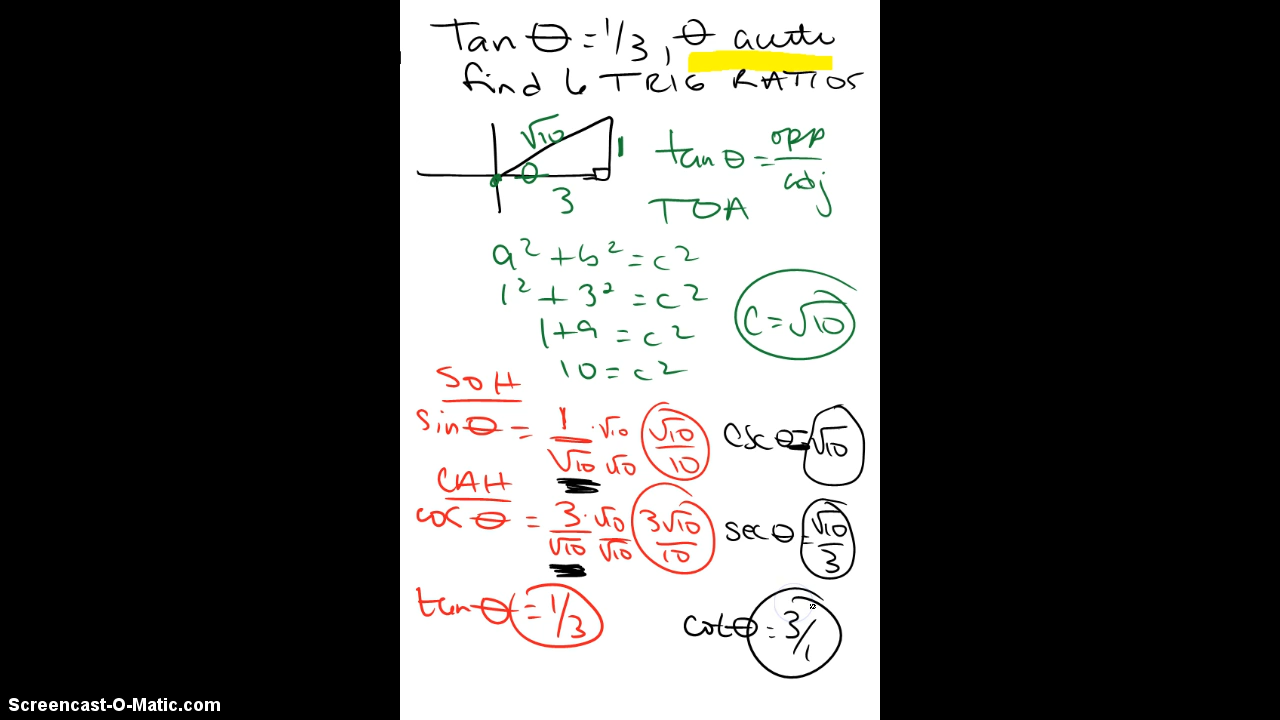 Tan θ = 1/3, θ acute
find 6 TRIG RATIOS
√10
θ
1
3
tan θ = opp/adj
TOA
a² + b² = c²
1² + 3² = c²
1 + 9 = c²
10 = c²
c = √10
SOH
sin θ = 1/√10 · √10/√10 √10/10
csc θ = √10
CAH
cos θ = 3/√10 · √10/√10 3√10/10
sec θ = √10/3
tan θ = 1/3
cot θ = 3/1
Screencast-O-Matic.com